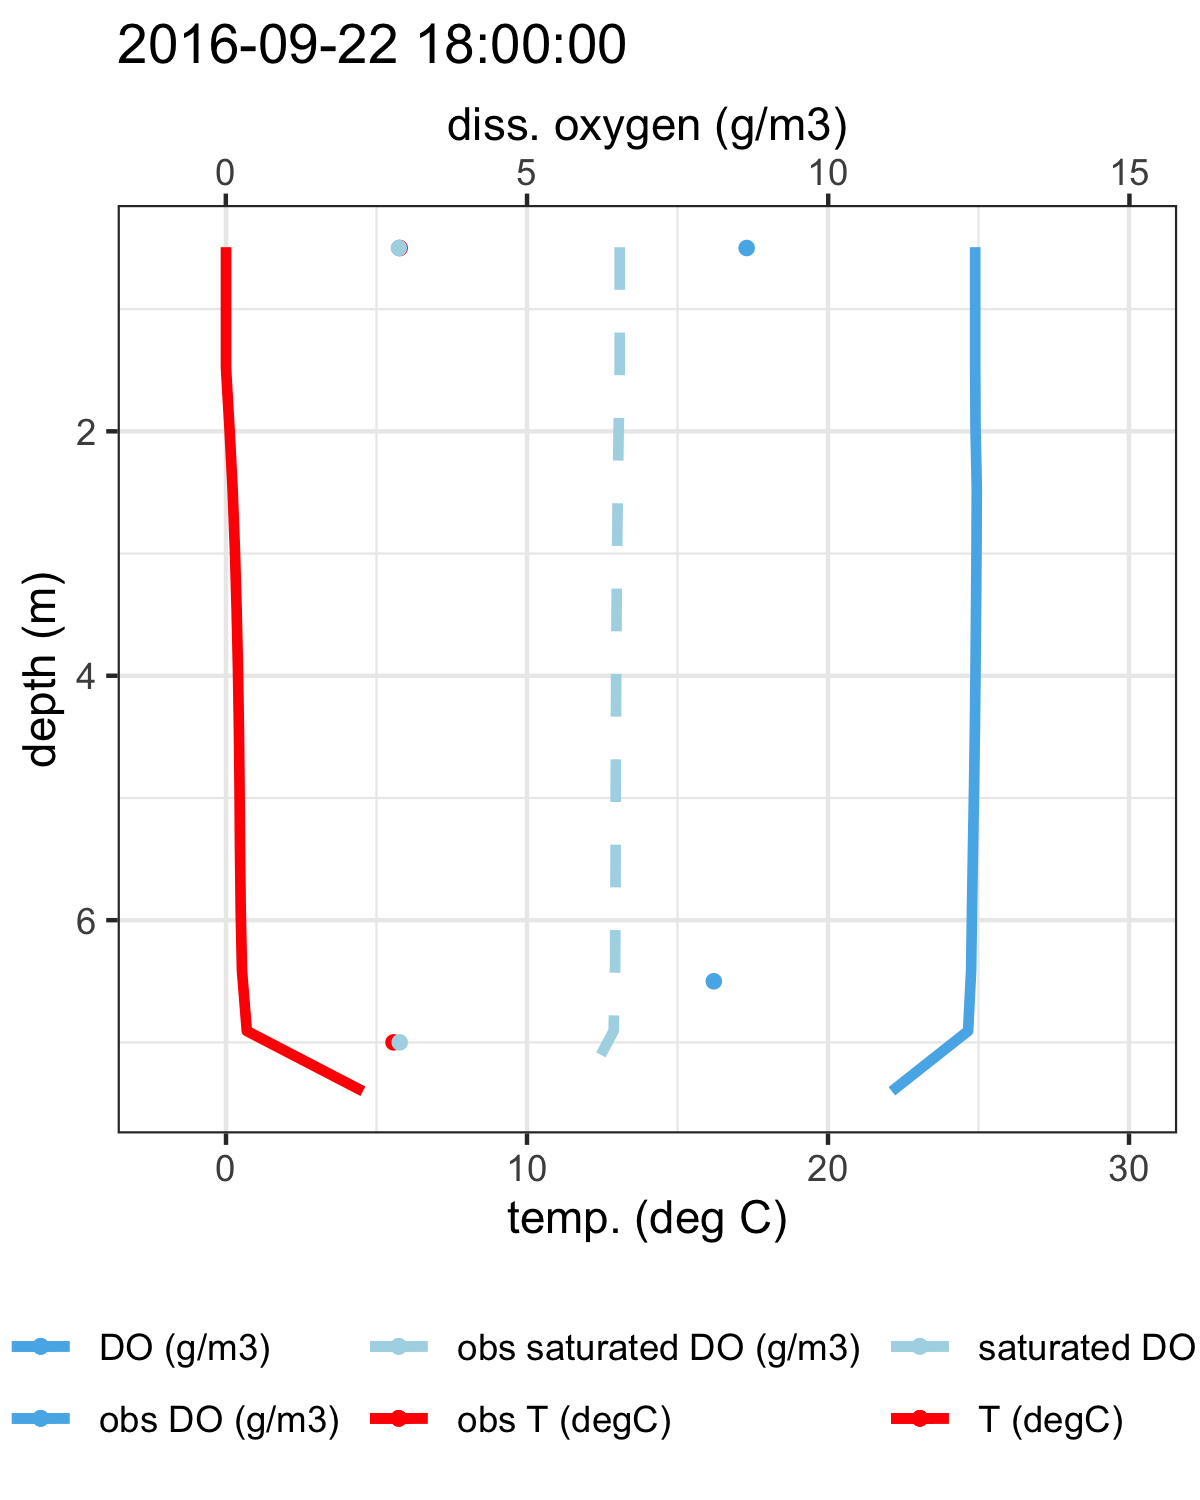 2016-09-22 18:00:00
diss. oxygen (g/m3)
0 5 10 15
depth (m)
2
4
6
0 10 20 30
temp. (deg C)
DO (g/m3) obs saturated DO (g/m3) saturated DO
obs DO (g/m3) obs T (degC) T (degC)